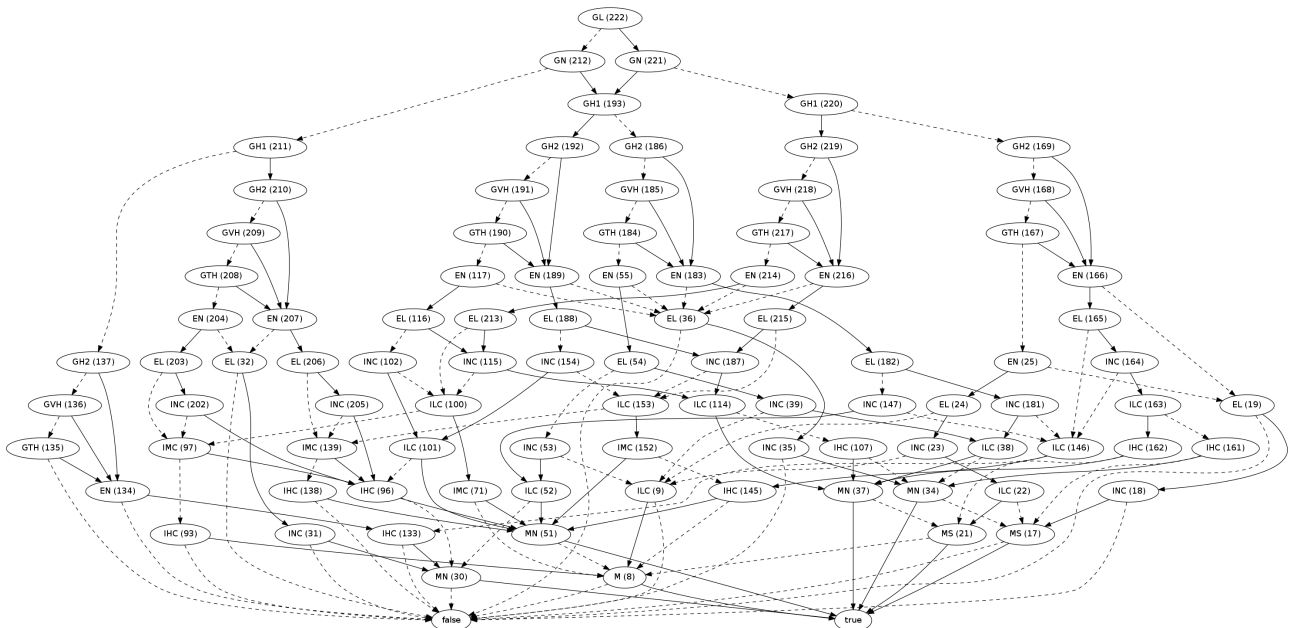 GL (222)
GN (212)
GN (221)
GH1 (193)
GH1 (220)
GH1 (211)
GH2 (192)
GH2 (186)
GH2 (219)
GH2 (169)
GH2 (210)
GVH (191)
GVH (185)
GVH (218)
GVH (168)
GVH (209)
GTH (190)
GTH (184)
GTH (217)
GTH (167)
GTH (208)
EN (117)
EN (189)
EN (55)
EN (183)
EN (214)
EN (216)
EN (166)
EN (204)
EN (207)
EL (116)
EL (213)
EL (188)
EL (36)
EL (215)
EL (165)
GH2 (137)
EL (203)
EL (32)
EL (206)
INC (102)
INC (115)
INC (154)
EL (54)
INC (187)
EL (182)
EN (25)
INC (164)
GVH (136)
INC (202)
INC (205)
ILC (100)
ILC (153)
ILC (114)
INC (39)
INC (147)
EL (24)
INC (181)
ILC (163)
EL (19)
GTH (135)
IMC (97)
IMC (139)
ILC (101)
INC (53)
IMC (152)
INC (35)
IHC (107)
INC (23)
ILC (38)
ILC (146)
IHC (162)
IHC (161)
EN (134)
IHC (138)
IHC (96)
IMC (71)
ILC (52)
ILC (9)
IHC (145)
MN (37)
MN (34)
ILC (22)
INC (18)
IHC (93)
INC (31)
IHC (133)
MN (51)
MS (21)
MS (17)
MN (30)
M (8)
false
true